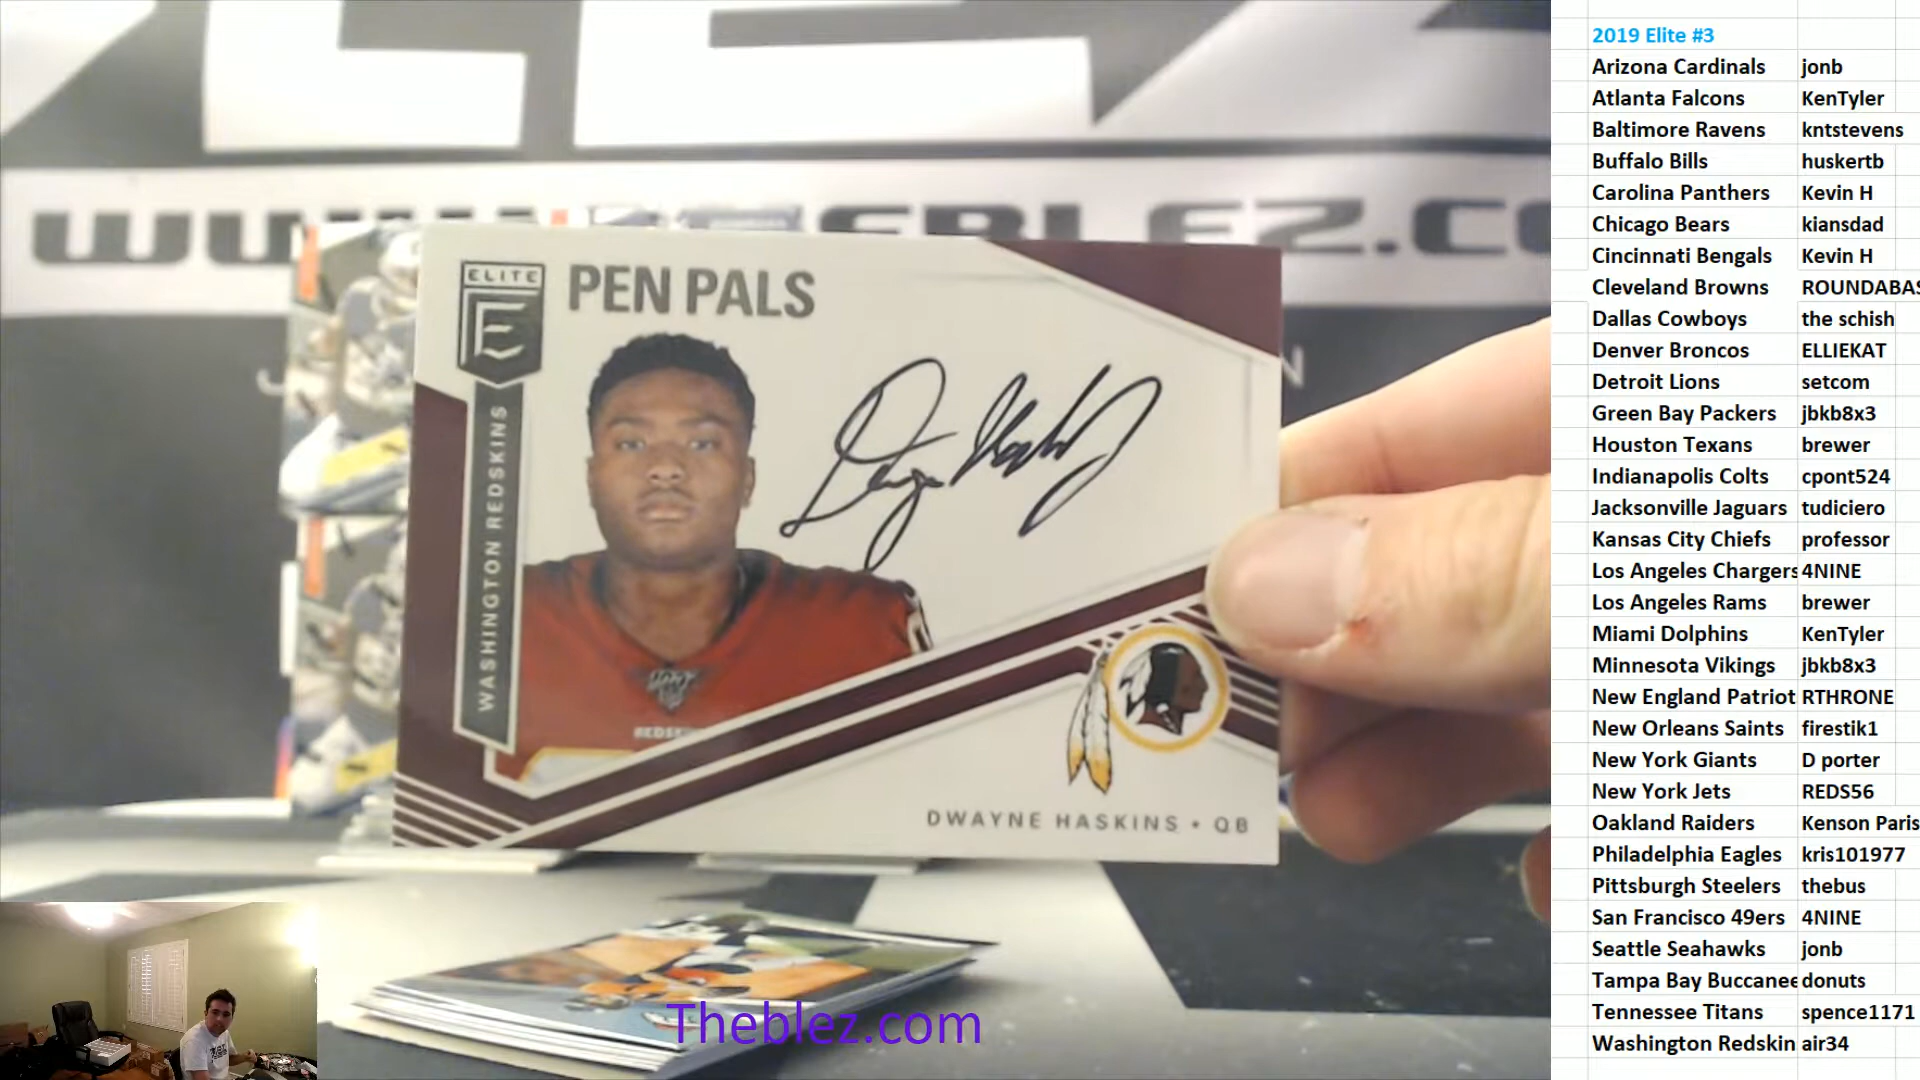 WWW.THEBLEZ.CO
ELITE
PEN PALS
WASHINGTON REDSKINS
DWAYNE HASKINS • QB
Theblez.com
2019 Elite #3
Arizona Cardinals jonb
Atlanta Falcons KenTyler
Baltimore Ravens kntstevens
Buffalo Bills huskertb
Carolina Panthers Kevin H
Chicago Bears kiansdad
Cincinnati Bengals Kevin H
Cleveland Browns ROUNDABAS
Dallas Cowboys the schish
Denver Broncos ELLIEKAT
Detroit Lions setcom
Green Bay Packers jbkb8x3
Houston Texans brewer
Indianapolis Colts cpont524
Jacksonville Jaguars tudiciero
Kansas City Chiefs professor
Los Angeles Chargers 4NINE
Los Angeles Rams brewer
Miami Dolphins KenTyler
Minnesota Vikings jbkb8x3
New England Patriot RTHRONE
New Orleans Saints firestik1
New York Giants D porter
New York Jets REDS56
Oakland Raiders Kenson Paris
Philadelphia Eagles kris101977
Pittsburgh Steelers thebus
San Francisco 49ers 4NINE
Seattle Seahawks jonb
Tampa Bay Buccanee donuts
Tennessee Titans spence1171
Washington Redskin air34